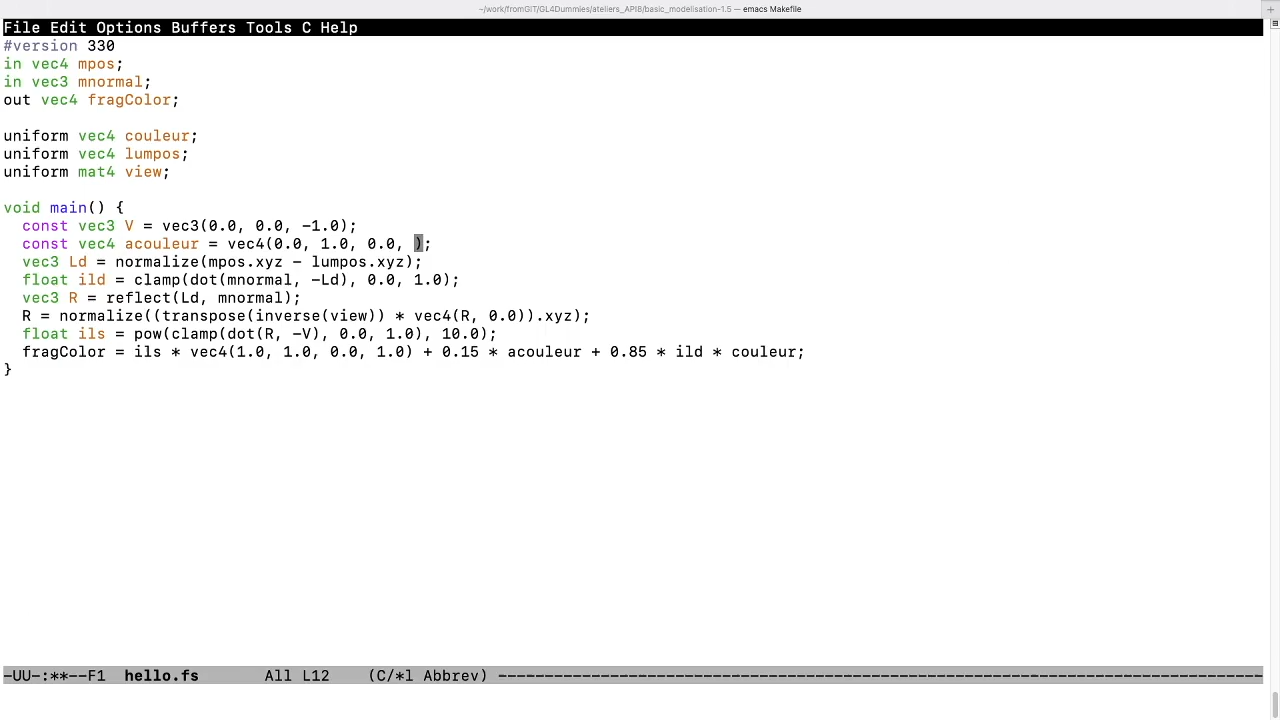 ~/work/fromGIT/GL4Dummies/ateliers_API8/basic_modelisation-1.5 — emacs Makefile
File Edit Options Buffers Tools C Help
#version 330
in vec4 mpos;
in vec3 mnormal;
out vec4 fragColor;
uniform vec4 couleur;
uniform vec4 lumpos;
uniform mat4 view;
void main() {
  const vec3 V = vec3(0.0, 0.0, -1.0);
  const vec4 acouleur = vec4(0.0, 1.0, 0.0, );
  vec3 Ld = normalize(mpos.xyz - lumpos.xyz);
  float ild = clamp(dot(mnormal, -Ld), 0.0, 1.0);
  vec3 R = reflect(Ld, mnormal);
  R = normalize((transpose(inverse(view)) * vec4(R, 0.0)).xyz);
  float ils = pow(clamp(dot(R, -V), 0.0, 1.0), 10.0);
  fragColor = ils * vec4(1.0, 1.0, 0.0, 1.0) + 0.15 * acouleur + 0.85 * ild * couleur;
}
-UU-:**--F1  hello.fs       All L12    (C/*l Abbrev) ----------------------------------------------------------------------------------